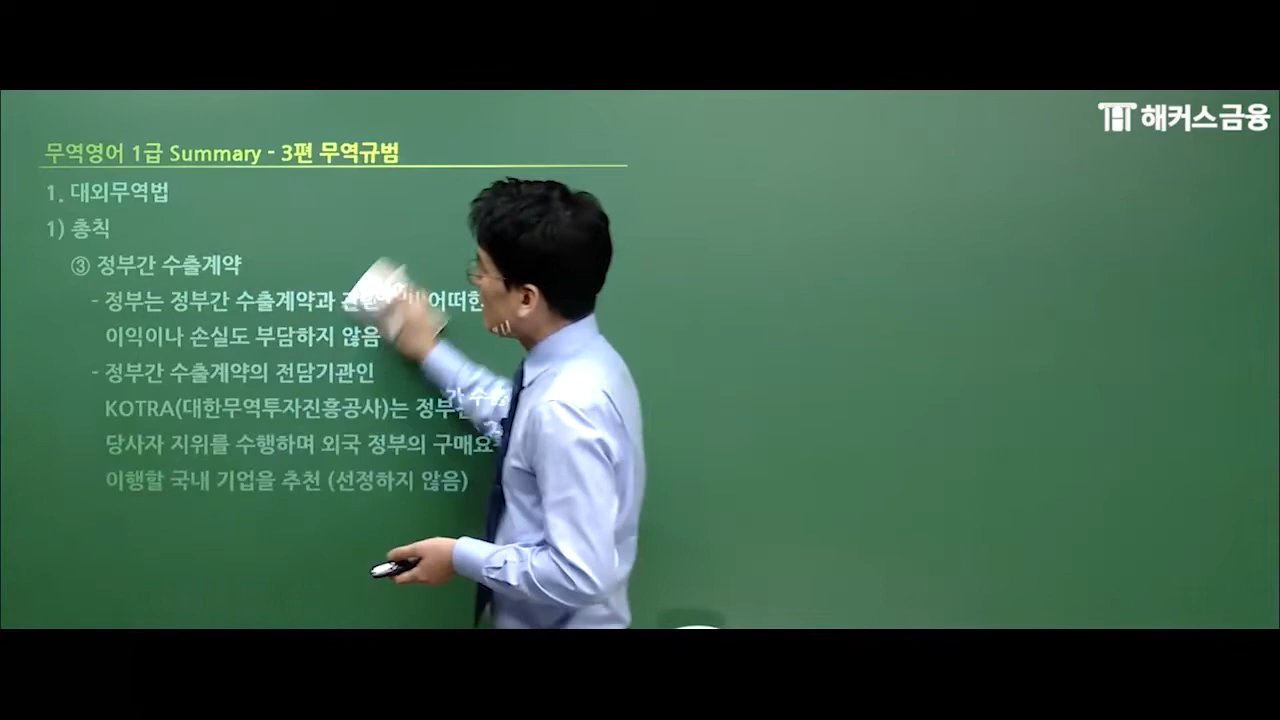 해커스금융
무역영어 1급 Summary - 3편 무역규범
1. 대외무역법
1) 총칙
③ 정부간 수출계약
- 정부는 정부간 수출계약과 어떠한
이익이나 손실도 부담하지 않음
- 정부간 수출계약의 전담기관인
KOTRA(대한무역투자진흥공사)는
당사자 지위를 수행하며 외국 정부의
이행할 국내 기업을 추천 (선정하지 않음)